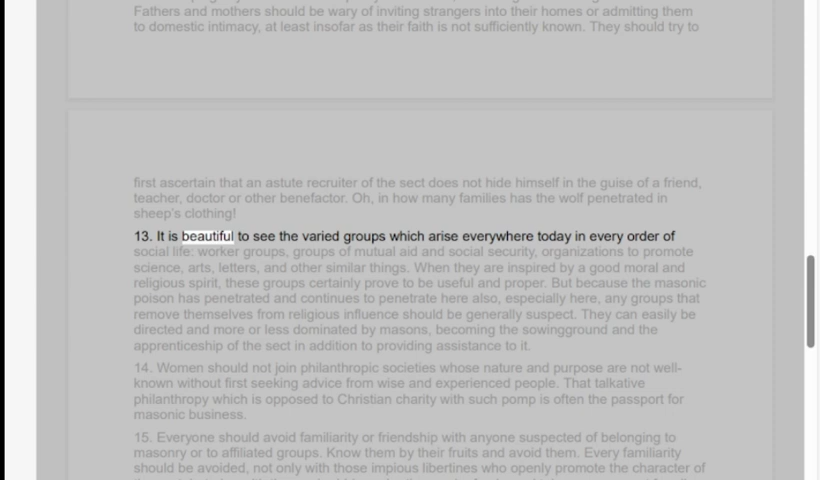 Fathers and mothers should be wary of inviting strangers into their homes or admitting them
to domestic intimacy, at least insofar as their faith is not sufficiently known. They should try to
first ascertain that an astute recruiter of the sect does not hide himself in the guise of a friend,
teacher, doctor or other benefactor. Oh, in how many families has the wolf penetrated in
sheep's clothing!
13. It is beautiful to see the varied groups which arise everywhere today in every order of
social life: worker groups, groups of mutual aid and social security, organizations to promote
science, arts, letters, and other similar things. When they are inspired by a good moral and
religious spirit, these groups certainly prove to be useful and proper. But because the masonic
poison has penetrated and continues to penetrate here also, especially here, any groups that
remove themselves from religious influence should be generally suspect. They can easily be
directed and more or less dominated by masons, becoming the sowingground and the
apprenticeship of the sect in addition to providing assistance to it.
14. Women should not join philanthropic societies whose nature and purpose are not well-
known without first seeking advice from wise and experienced people. That talkative
philanthropy which is opposed to Christian charity with such pomp is often the passport for
masonic business.
15. Everyone should avoid familiarity or friendship with anyone suspected of belonging to
masonry or to affiliated groups. Know them by their fruits and avoid them. Every familiarity
should be avoided, not only with those impious libertines who openly promote the character of